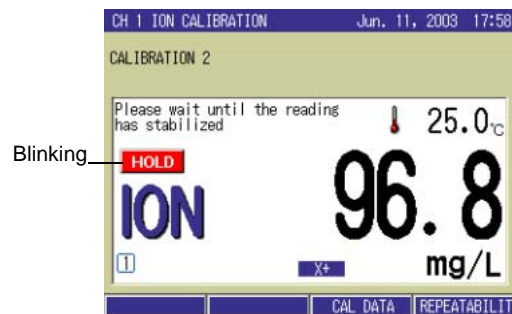 CH 1 ION CALIBRATION Jun. 11, 2003 17:58
CALIBRATION 2
Please wait until the reading
has stabilized
25.0℃
Blinking
HOLD
ION
96.8
1
X+
mg/L
CAL DATA REPEATABILIT